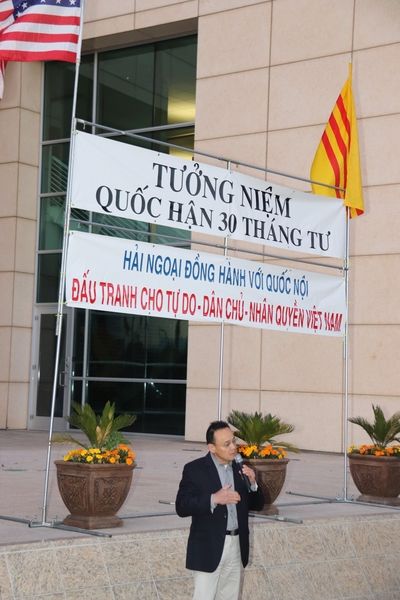 TƯỞNG NIỆM
QUỐC HẬN 30 THÁNG TƯ
HẢI NGOẠI ĐỒNG HÀNH VỚI QUỐC NỘI
ĐẤU TRANH CHO TỰ DO - DÂN CHỦ - NHÂN QUYỀN VIỆT NAM